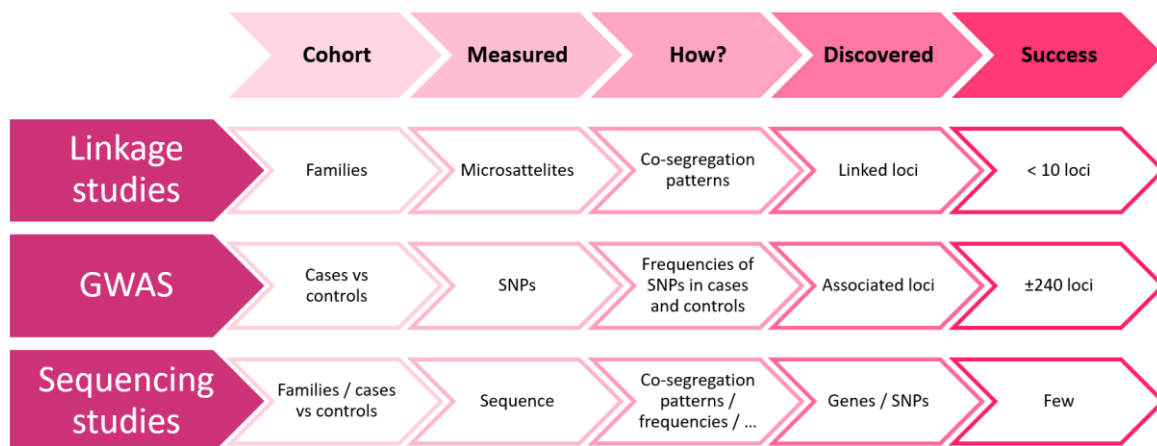 Cohort
Measured
How?
Discovered
Success
Linkage
studies
Families
Microsattelites
Co-segregation
patterns
Linked loci
< 10 loci
GWAS
Cases vs
controls
SNPs
Frequencies of
SNPs in cases
and controls
Associated loci
±240 loci
Sequencing
studies
Families / cases
vs controls
Sequence
Co-segregation
patterns /
frequencies / ...
Genes / SNPs
Few